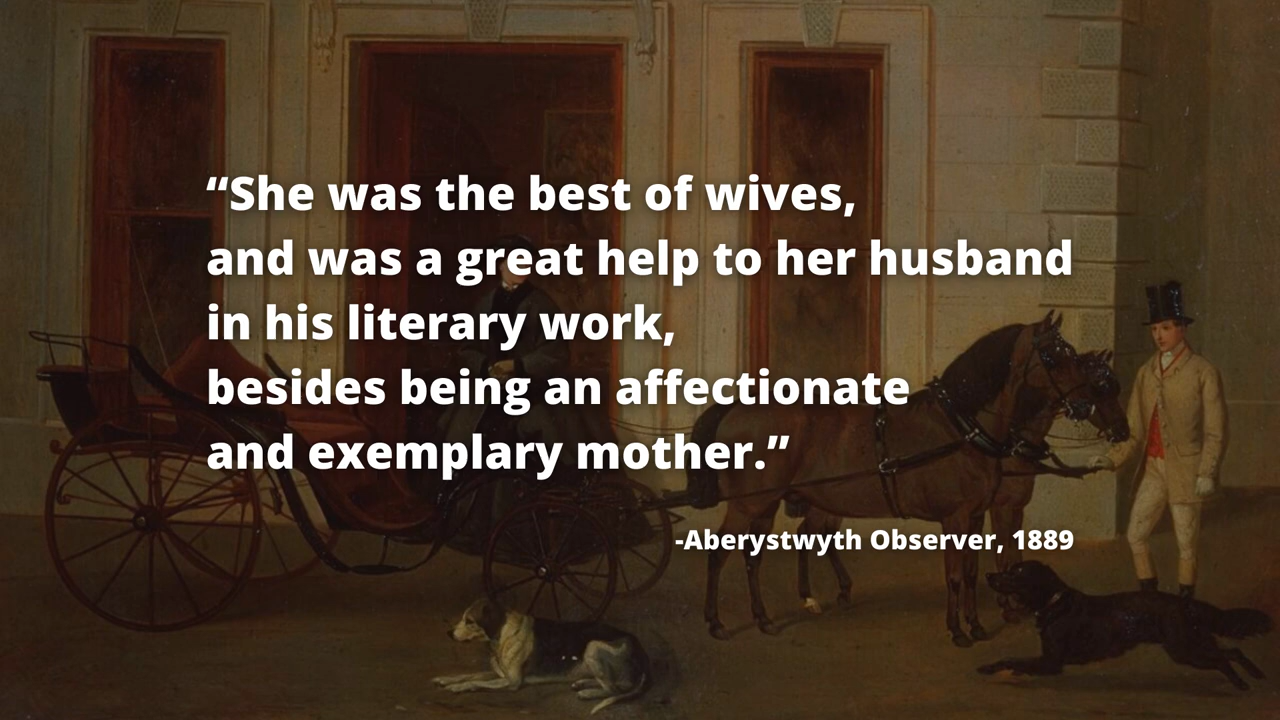 “She was the best of wives,
and was a great help to her husband
in his literary work,
besides being an affectionate
and exemplary mother.”
-Aberystwyth Observer, 1889